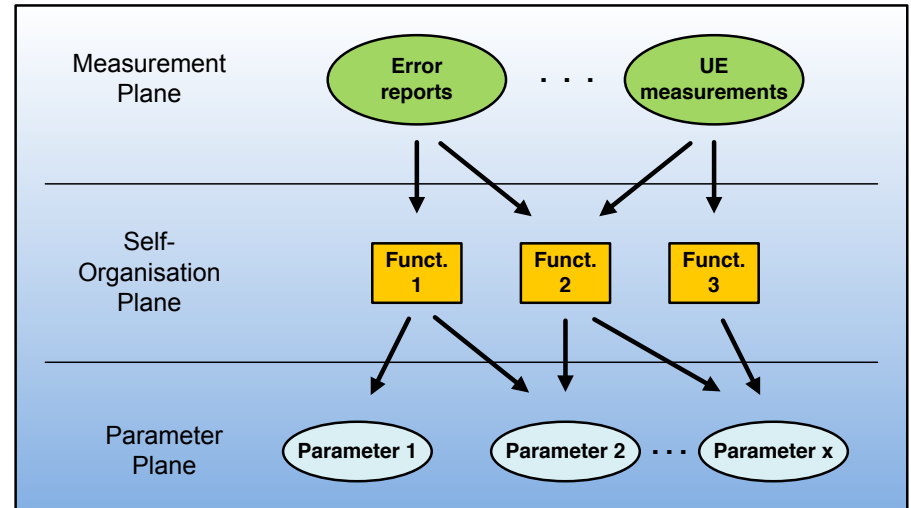 Measurement
Plane
Error
reports
. . .
UE
measurements
Self-
Organisation
Plane
Funct.
1
Funct.
2
Funct.
3
Parameter
Plane
Parameter 1
Parameter 2
. . .
Parameter x